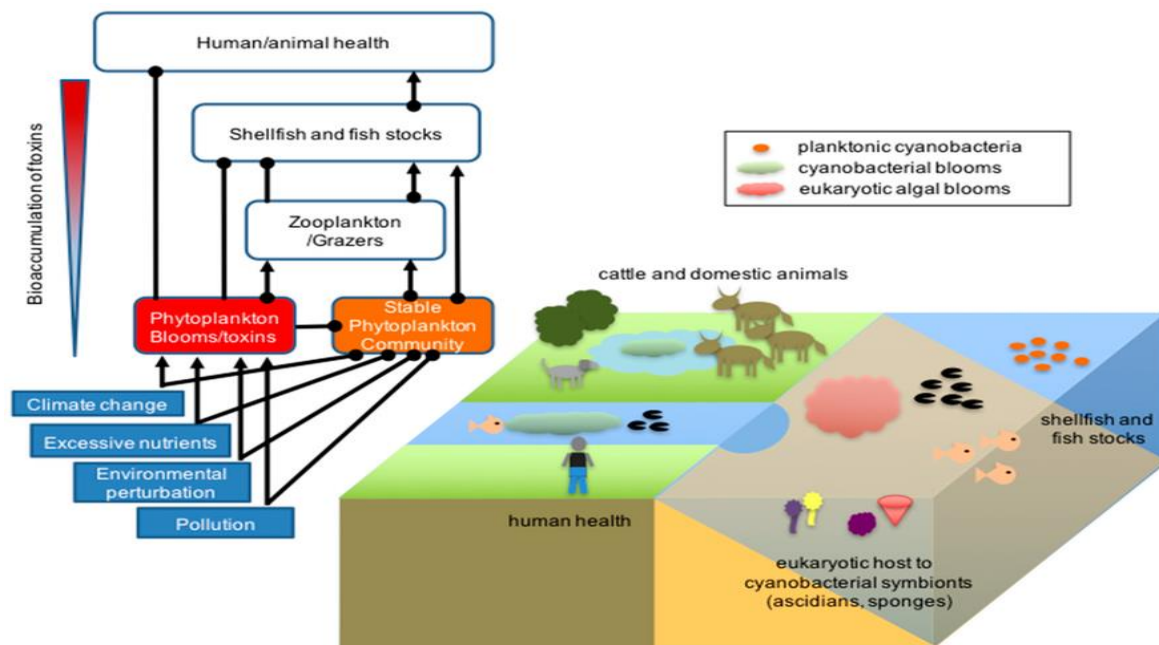 Human/animal health
Bioaccumulation of toxins
Shellfish and fish stocks
Zooplankton
/Grazers
Phytoplankton
Blooms/toxins
Stable
Phytoplankton
Community
Climate change
Excessive nutrients
Environmental
perturbation
Pollution
planktonic cyanobacteria
cyanobacterial blooms
eukaryotic algal blooms
cattle and domestic animals
shellfish and
fish stocks
human health
eukaryotic host to
cyanobacterial symbionts
(ascidians, sponges)